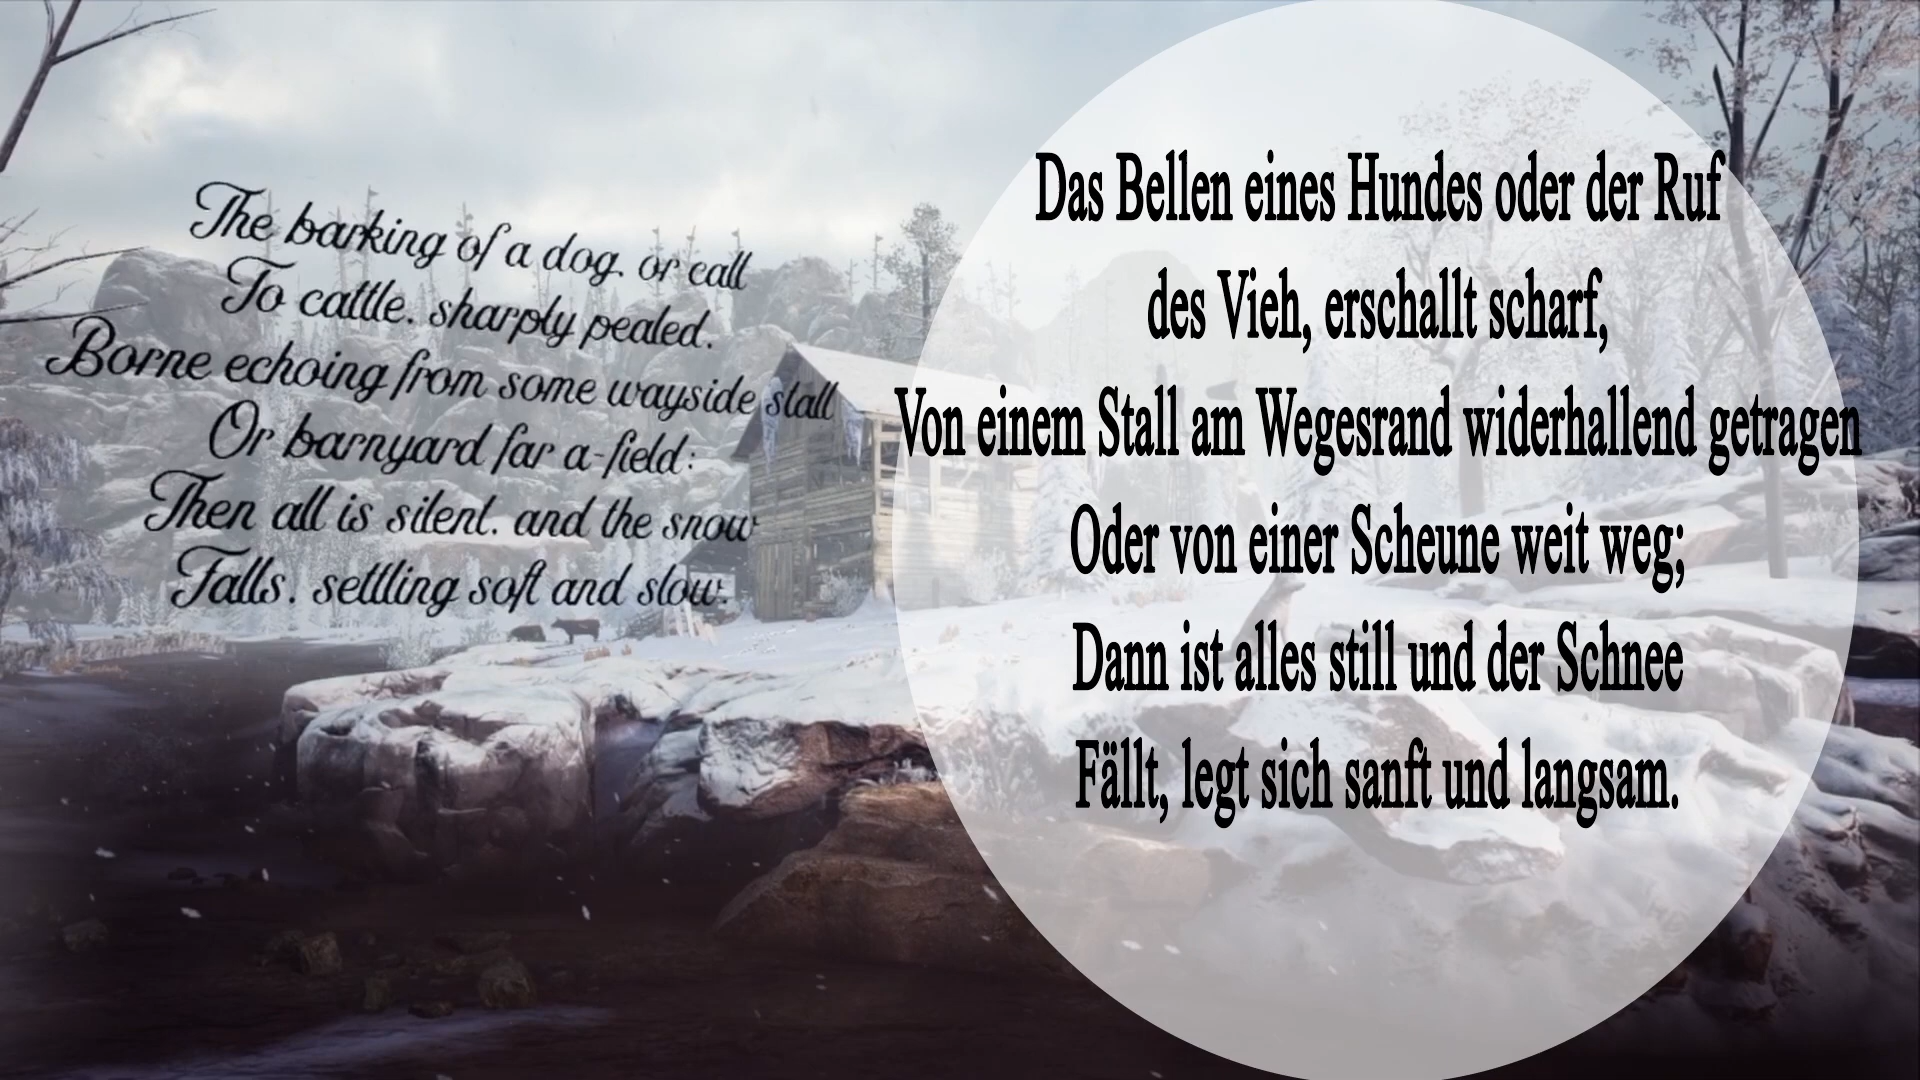 The barking of a dog, or call
To cattle, sharply pealed,
Borne echoing from some wayside stall
Or barnyard far a-field;
Then all is silent, and the snow
Falls, settling soft and slow.
Das Bellen eines Hundes oder der Ruf
des Vieh, erschallt scharf,
Von einem Stall am Wegesrand widerhallend getragen
Oder von einer Scheune weit weg;
Dann ist alles still und der Schnee
Fällt, legt sich sanft und langsam.